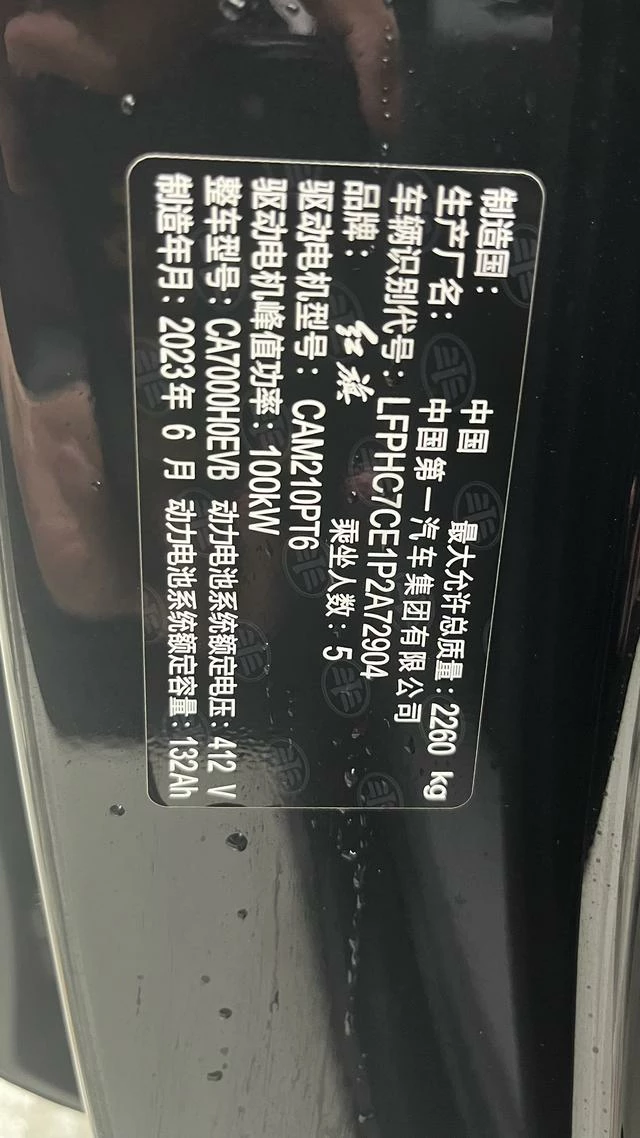 制造国： 中国 最大允许总质量：2260 kg
生产厂名： 中国第一汽车集团有限公司
车辆识别代号：LFPHC7CE1P2A72904
品牌： 红旗 乘坐人数：5
驱动电机型号： CAM210PT6
驱动电机峰值功率：100kW
整车型号：CA7000H0EVB 动力电池系统额定电压：412 V
制造年月：2023年 6 月 动力电池系统额定容量：132Ah